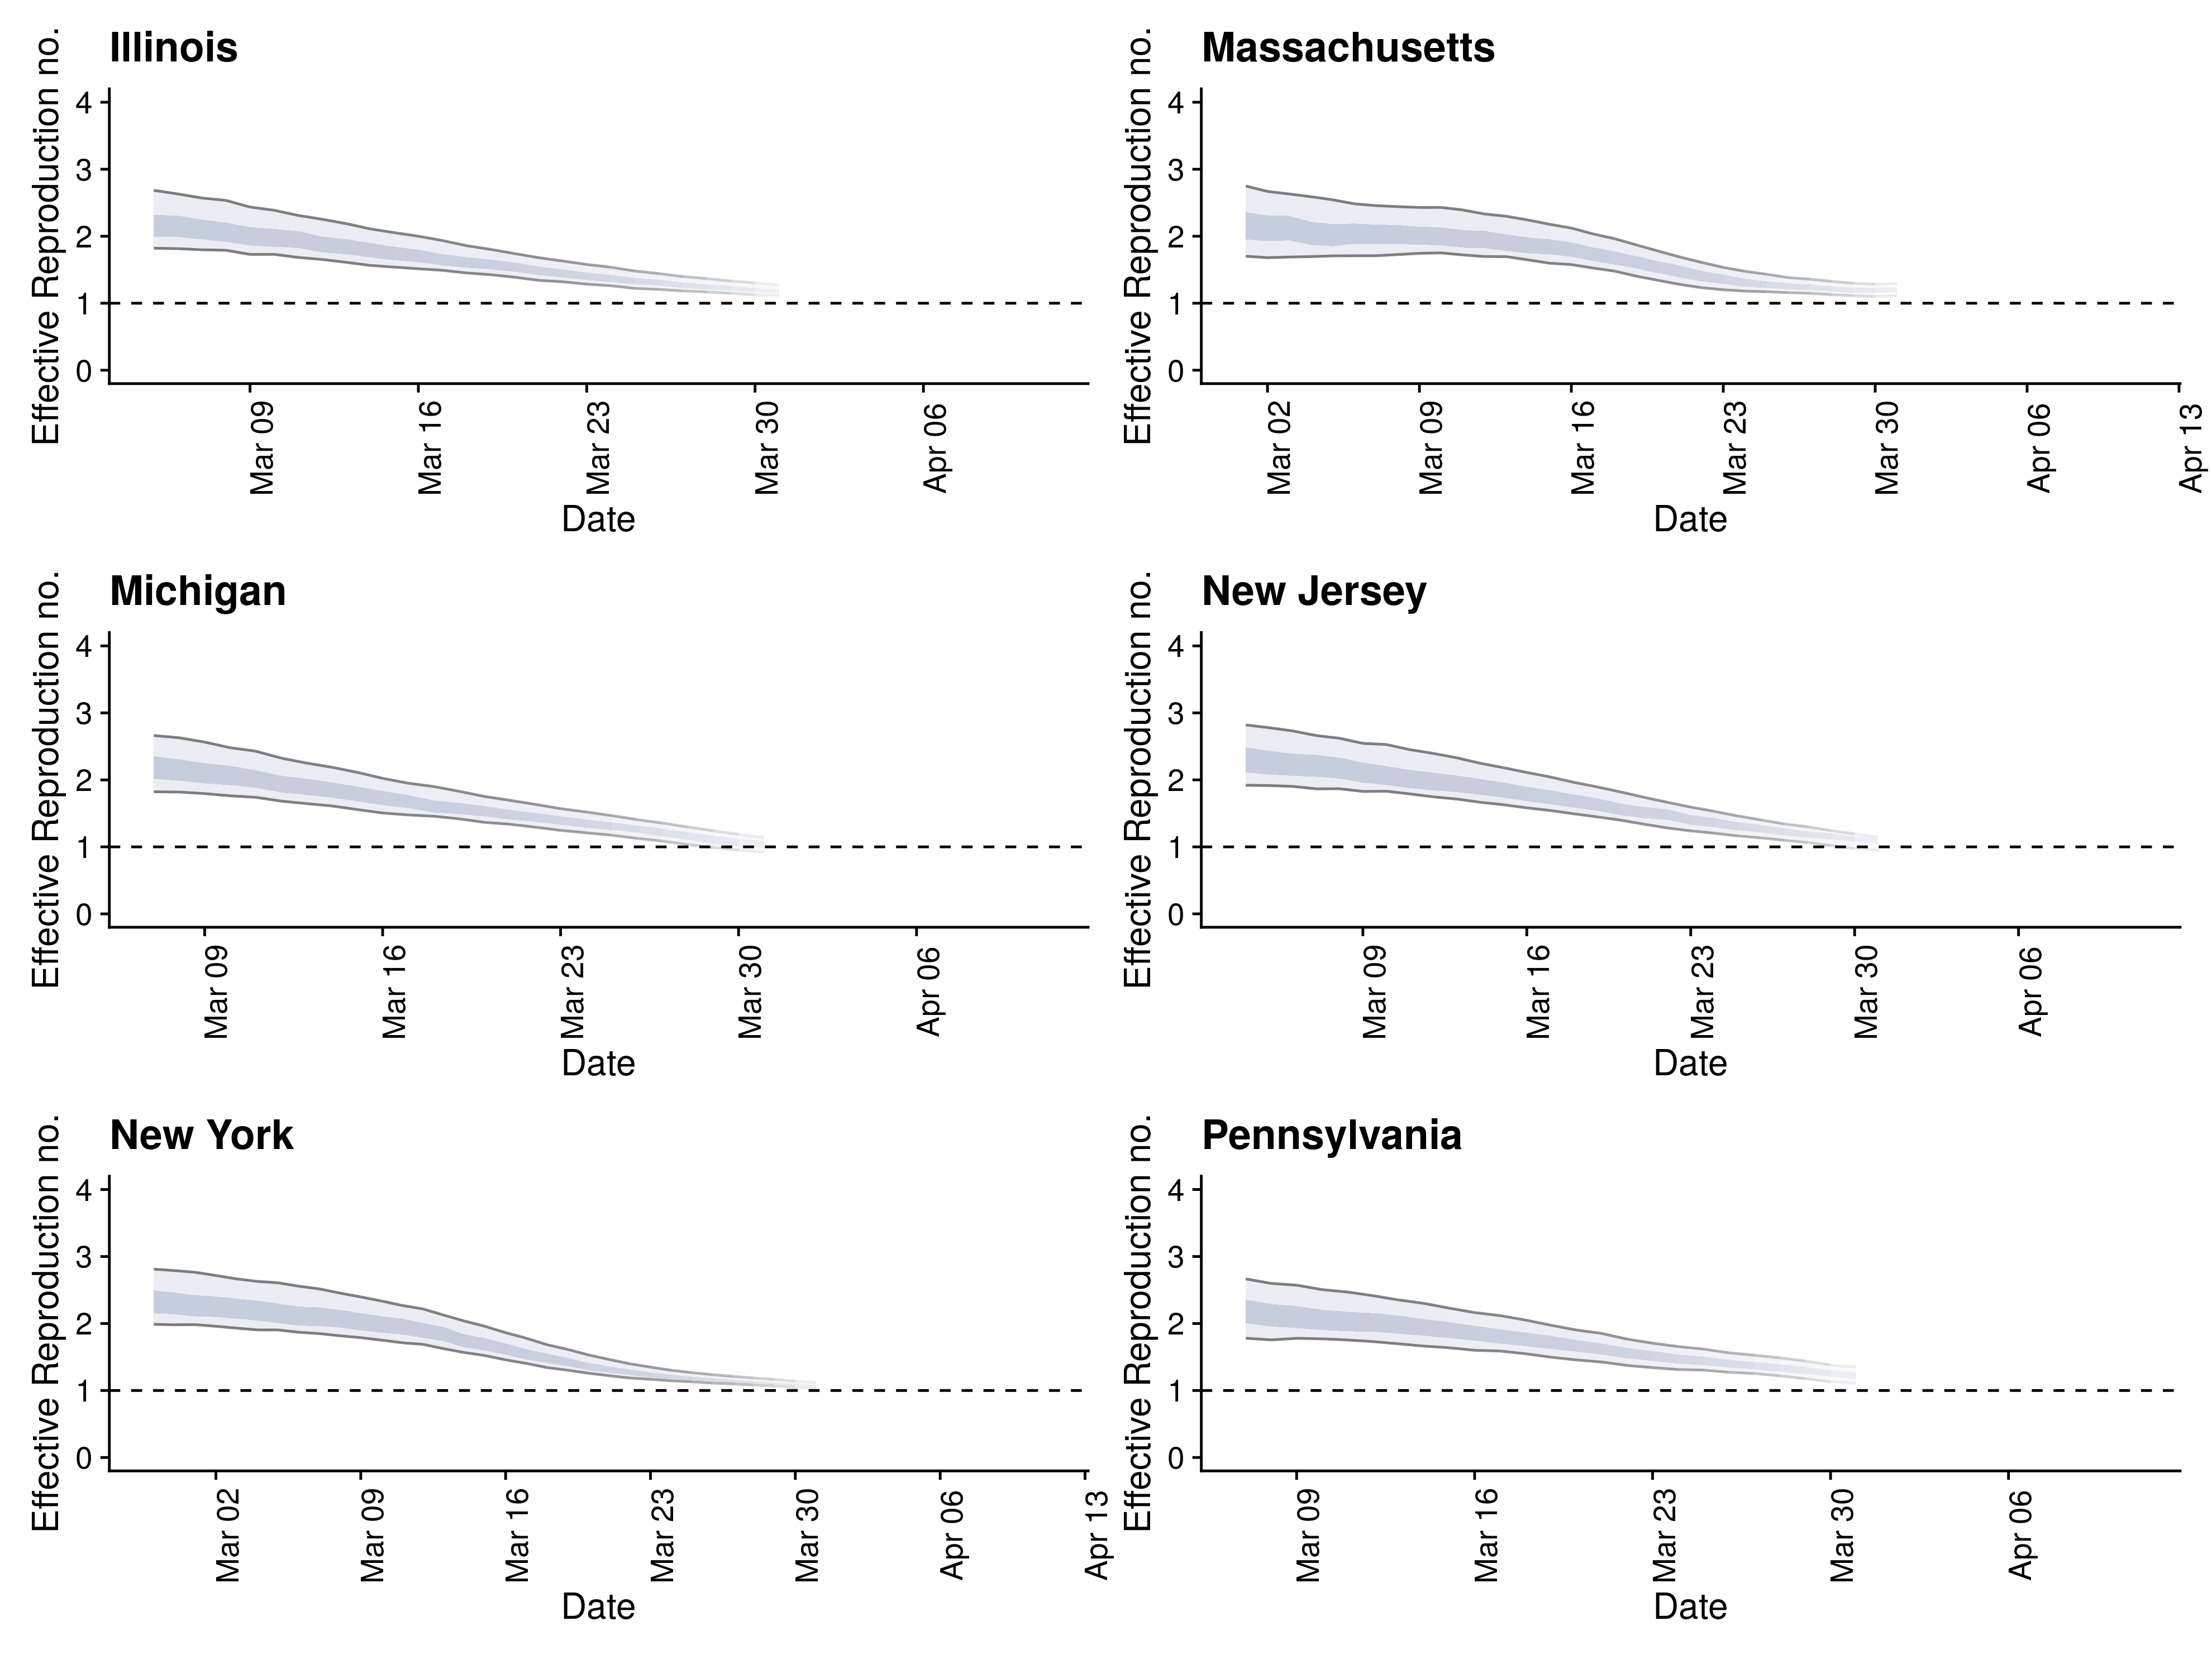 Illinois
Effective Reproduction no.
4
3
2
1
0
Mar 09
Mar 16
Mar 23
Mar 30
Apr 06
Date
Massachusetts
Effective Reproduction no.
4
3
2
1
0
Mar 02
Mar 09
Mar 16
Mar 23
Mar 30
Apr 06
Apr 13
Date
Michigan
Effective Reproduction no.
4
3
2
1
0
Mar 09
Mar 16
Mar 23
Mar 30
Apr 06
Date
New Jersey
Effective Reproduction no.
4
3
2
1
0
Mar 09
Mar 16
Mar 23
Mar 30
Apr 06
Date
New York
Effective Reproduction no.
4
3
2
1
0
Mar 02
Mar 09
Mar 16
Mar 23
Mar 30
Apr 06
Apr 13
Date
Pennsylvania
Effective Reproduction no.
4
3
2
1
0
Mar 09
Mar 16
Mar 23
Mar 30
Apr 06
Date